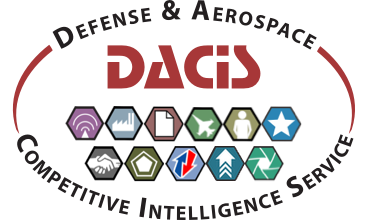 Defense & Aerospace
DACiS
Competitive Intelligence Service